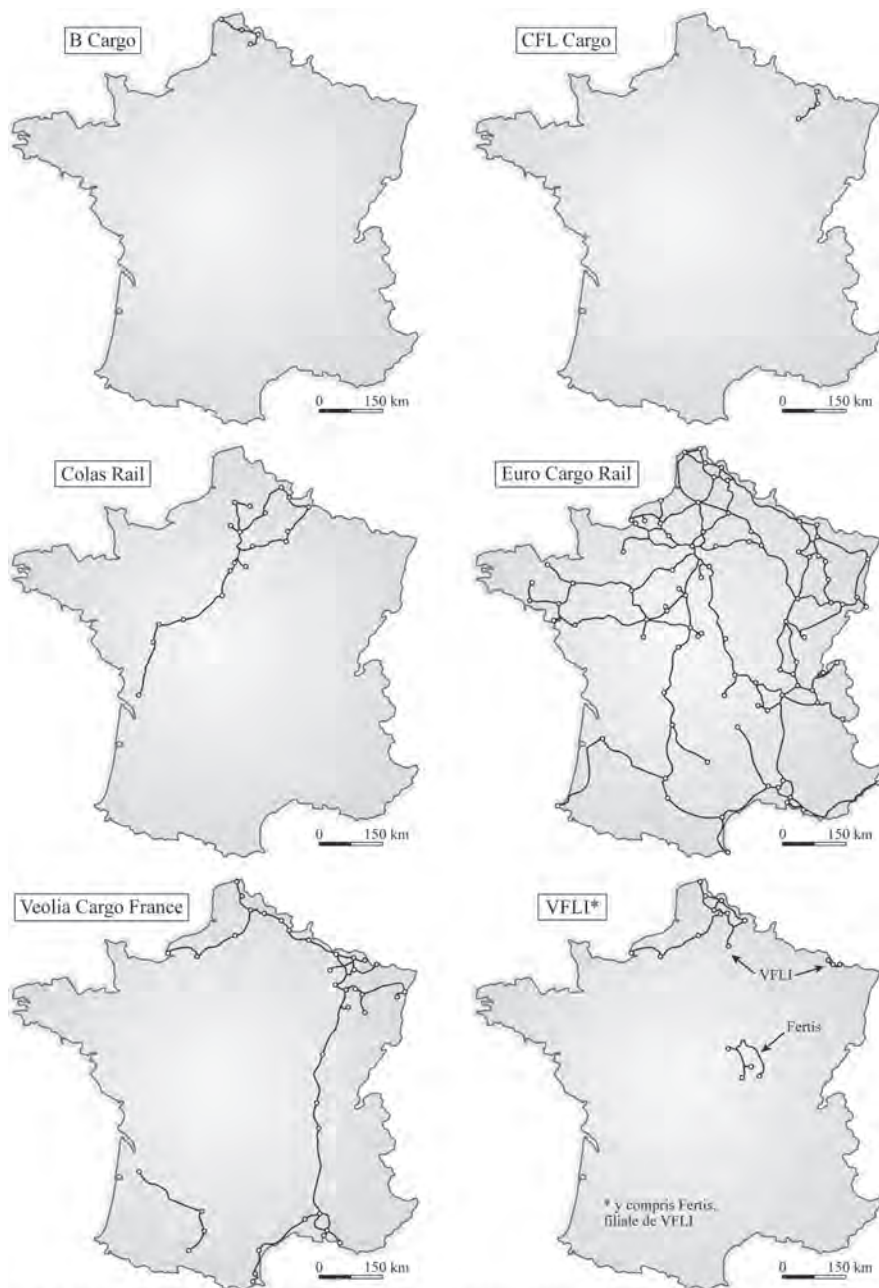 B Cargo
0 150 km
CFL Cargo
0 150 km
Colas Rail
0 150 km
Euro Cargo Rail
0 150 km
Veolia Cargo France
0 150 km
VFLI*
VFLI
Fertis
* y compris Fertis,
filiale de VFLI
0 150 km